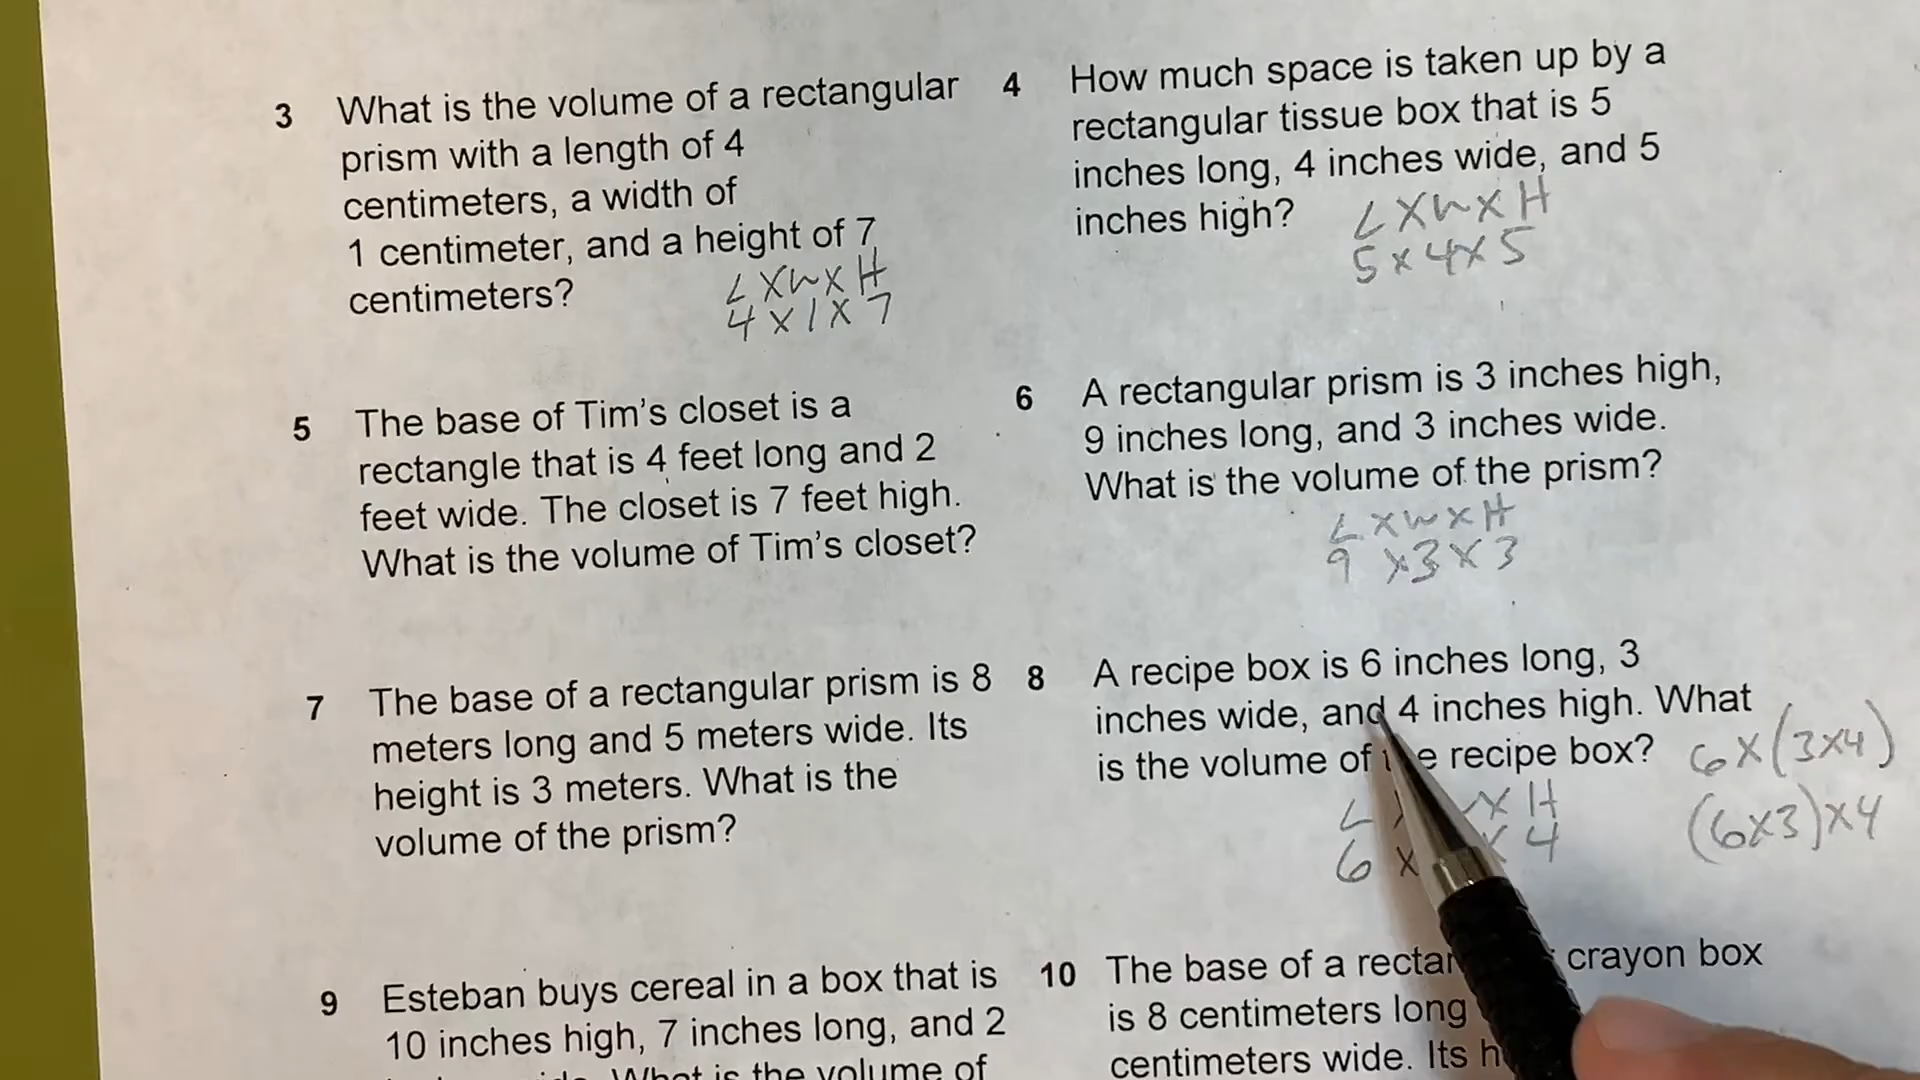 3 What is the volume of a rectangular
prism with a length of 4
centimeters, a width of
1 centimeter, and a height of 7
centimeters?
L X W X H
4 X 1 X 7
4 How much space is taken up by a
rectangular tissue box that is 5
inches long, 4 inches wide, and 5
inches high?
L X W X H
5 X 4 X 5
5 The base of Tim's closet is a
rectangle that is 4 feet long and 2
feet wide. The closet is 7 feet high.
What is the volume of Tim's closet?
6 A rectangular prism is 3 inches high,
9 inches long, and 3 inches wide.
What is the volume of the prism?
L X W X H
9 X 3 X 3
7 The base of a rectangular prism is 8
meters long and 5 meters wide. Its
height is 3 meters. What is the
volume of the prism?
8 A recipe box is 6 inches long, 3
inches wide, and 4 inches high. What
is the volume of the recipe box?
6 X (3X4)
(6X3) X 4
L X X H
6 X X 4
9 Esteban buys cereal in a box that is
10 inches high, 7 inches long, and 2
What is the volume of
10 The base of a crayon box
is 8 centimeters long
centimeters wide. Its